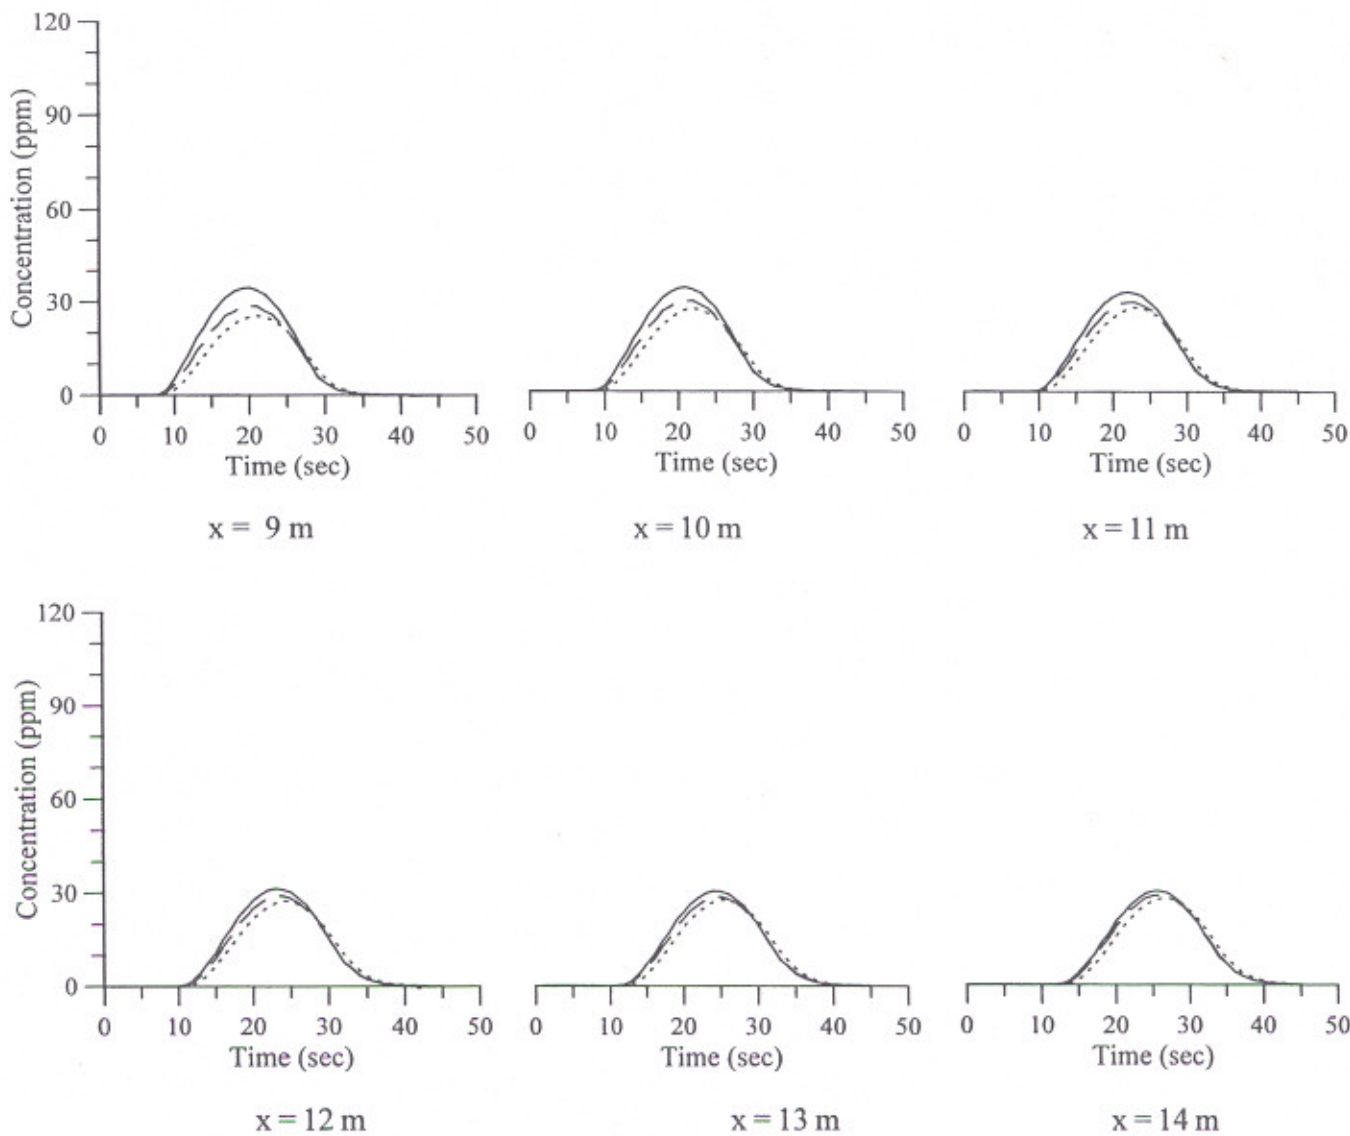 120
90
60
30
0
Concentration (ppm)
0 10 20 30 40 50
Time (sec)
x = 9 m
0 10 20 30 40 50
Time (sec)
x = 10 m
0 10 20 30 40 50
Time (sec)
x = 11 m
120
90
60
30
0
Concentration (ppm)
0 10 20 30 40 50
Time (sec)
x = 12 m
0 10 20 30 40 50
Time (sec)
x = 13 m
0 10 20 30 40 50
Time (sec)
x = 14 m